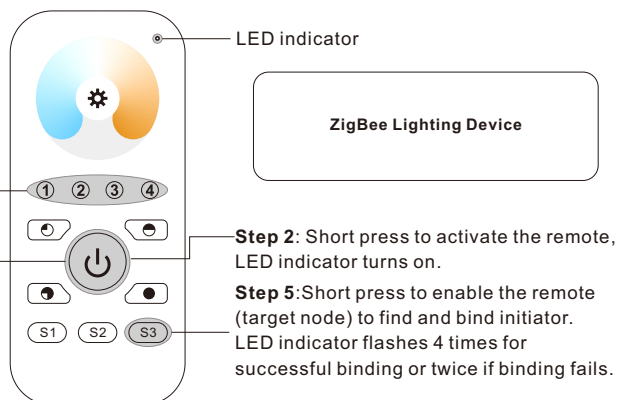 LED indicator
ZigBee Lighting Device
1 2 3 4
Step 2: Short press to activate the remote,
LED indicator turns on.
Step 5:Short press to enable the remote
(target node) to find and bind initiator.
S1 S2 S3
LED indicator flashes 4 times for
successful binding or twice if binding fails.